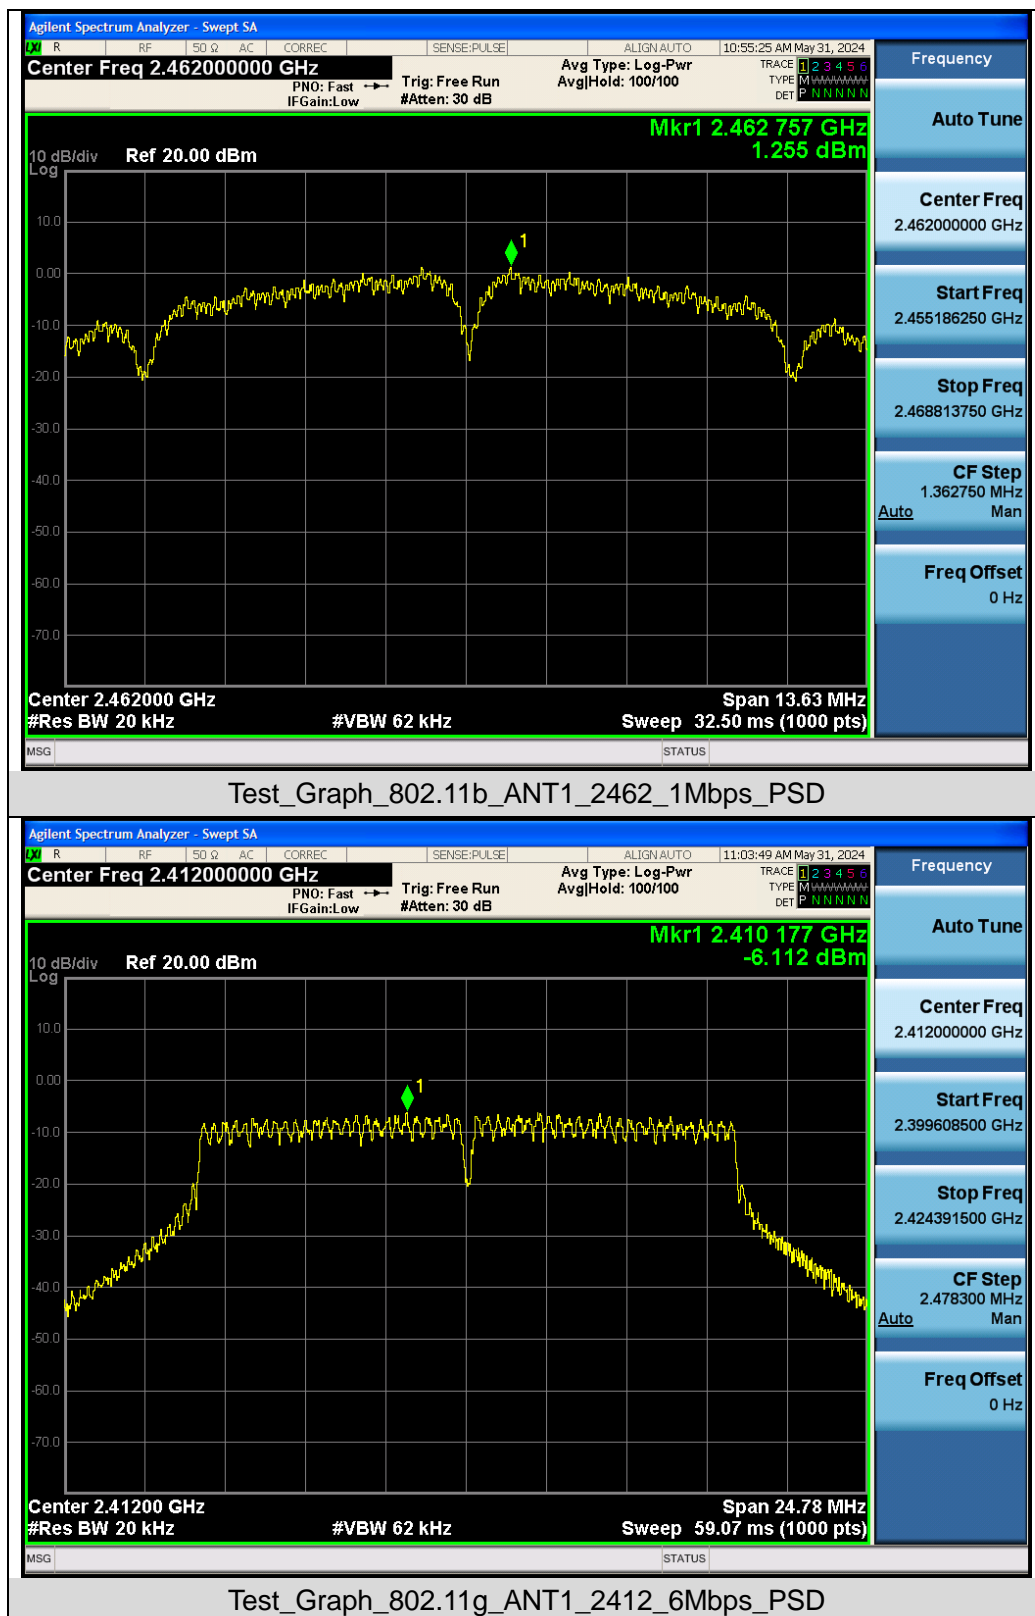 Agilent Spectrum Analyzer - Swept SA
LXI R RF 50 Ω AC CORREC SENSE:PULSE ALIGN AUTO 10:55:25 AM May 31, 2024
Center Freq 2.462000000 GHz
PNO: Fast
IFGain:Low
Trig: Free Run
#Atten: 30 dB
Avg Type: Log-Pwr
Avg|Hold: 100/100
TRACE 1 2 3 4 5 6
TYPE M
DET P N N N N N
Mkr1 2.462 757 GHz
1.255 dBm
10 dB/div Ref 20.00 dBm
Log
1
10.0
0.00
-10.0
-20.0
-30.0
-40.0
-50.0
-60.0
-70.0
Center 2.462000 GHz Span 13.63 MHz
#Res BW 20 kHz #VBW 62 kHz Sweep 32.50 ms (1000 pts)
MSG STATUS
Frequency
Auto Tune
Center Freq
2.462000000 GHz
Start Freq
2.455186250 GHz
Stop Freq
2.468813750 GHz
CF Step
1.362750 MHz
Auto Man
Freq Offset
0 Hz
Test_Graph_802.11b_ANT1_2462_1Mbps_PSD
Agilent Spectrum Analyzer - Swept SA
LXI R RF 50 Ω AC CORREC SENSE:PULSE ALIGN AUTO 11:03:49 AM May 31, 2024
Center Freq 2.412000000 GHz
PNO: Fast
IFGain:Low
Trig: Free Run
#Atten: 30 dB
Avg Type: Log-Pwr
Avg|Hold: 100/100
TRACE 1 2 3 4 5 6
TYPE M
DET P N N N N N
Mkr1 2.410 177 GHz
-6.112 dBm
10 dB/div Ref 20.00 dBm
Log
1
10.0
0.00
-10.0
-20.0
-30.0
-40.0
-50.0
-60.0
-70.0
Center 2.41200 GHz Span 24.78 MHz
#Res BW 20 kHz #VBW 62 kHz Sweep 59.07 ms (1000 pts)
MSG STATUS
Frequency
Auto Tune
Center Freq
2.412000000 GHz
Start Freq
2.399608500 GHz
Stop Freq
2.424391500 GHz
CF Step
2.478300 MHz
Auto Man
Freq Offset
0 Hz
Test_Graph_802.11g_ANT1_2412_6Mbps_PSD